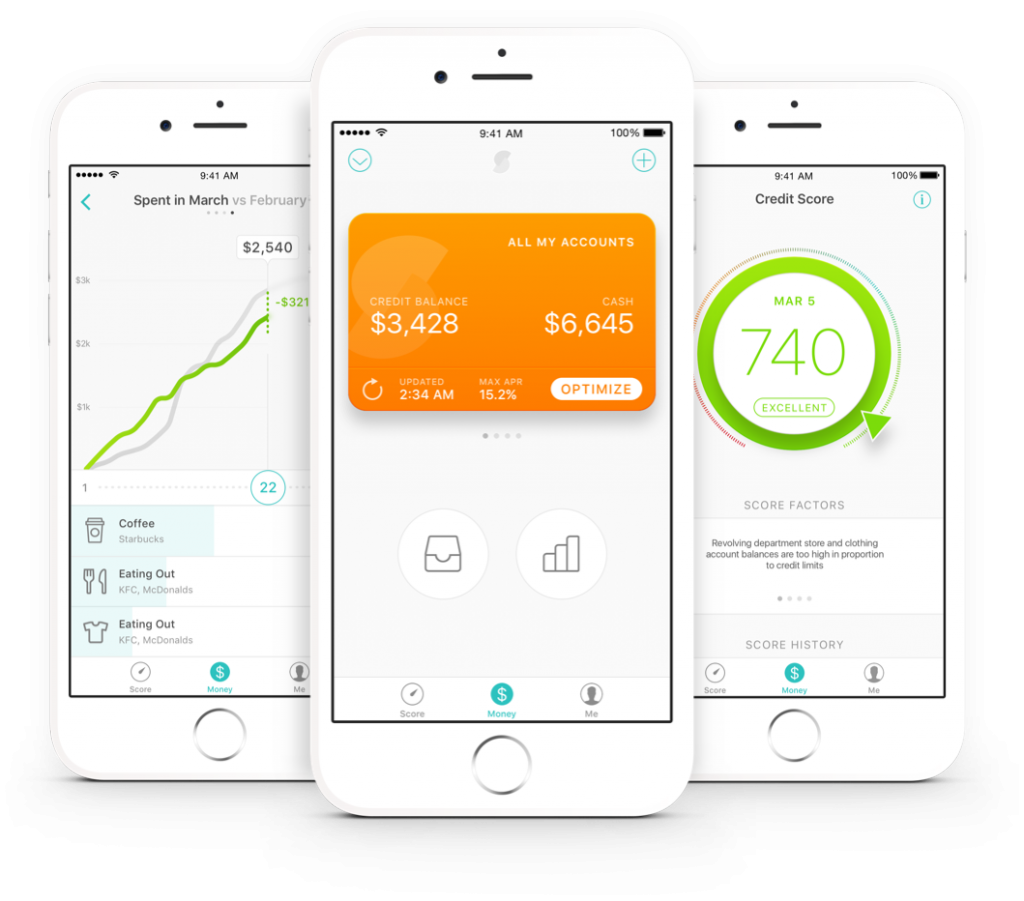 9:41 AM
Spent in March vs February
$2,540
$3k
-$321
$2k
$1k
1
22
Coffee
Starbucks
Eating Out
KFC, McDonalds
Eating Out
KFC, McDonalds
Score
Money
Me
9:41 AM
100%
ALL MY ACCOUNTS
CREDIT BALANCE
CASH
$3,428
$6,645
UPDATED
MAX APR
2:34 AM
15.2%
OPTIMIZE
Score
Money
Me
9:41 AM
100%
Credit Score
MAR 5
740
EXCELLENT
SCORE FACTORS
Revolving department store and clothing
account balances are too high in proportion
to credit limits
SCORE HISTORY
Score
Money
Me